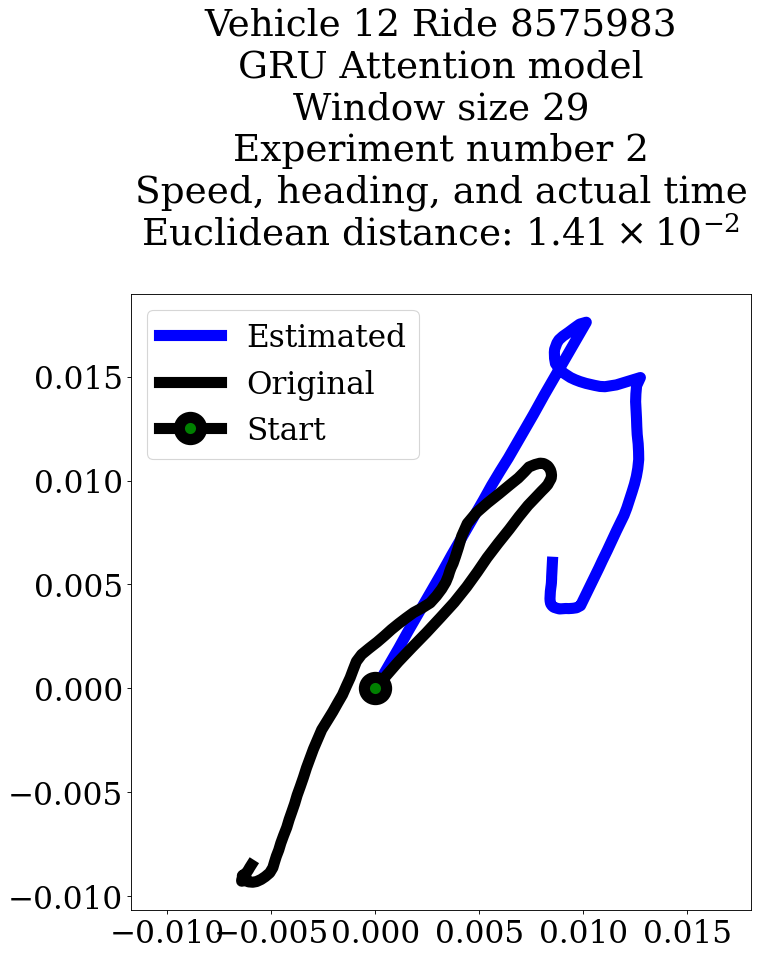 Vehicle 12 Ride 8575983
GRU Attention model
Window size 29
Experiment number 2
Speed, heading, and actual time
Euclidean distance: 1.41 × 10⁻²
Estimated
Original
Start
0.015
0.010
0.005
0.000
−0.005
−0.010
−0.010 −0.005 0.000 0.005 0.010 0.015